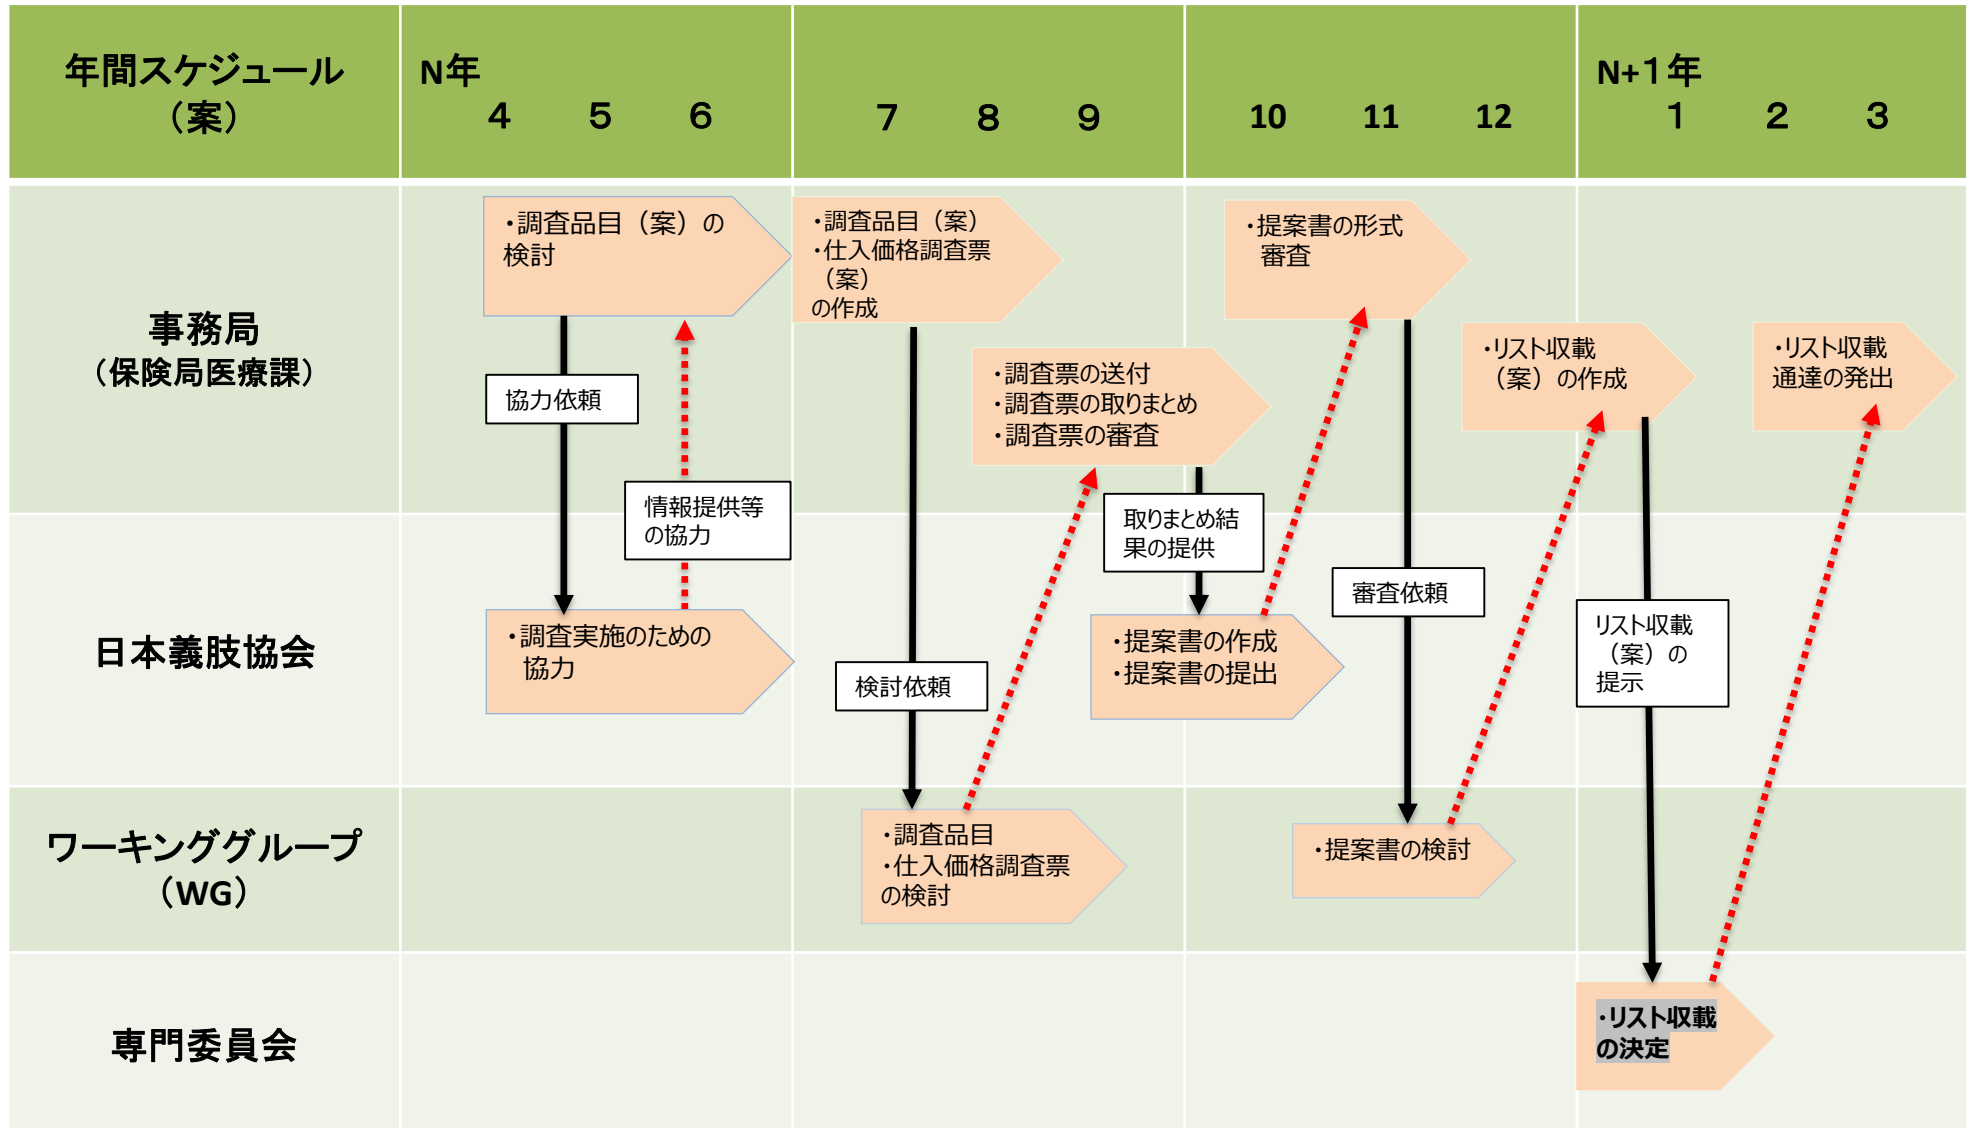 年間スケジュール
（案）
N年
4 5 6
7 8 9
10 11 12
N+1年
1 2 3
事務局
（保険局医療課）
・調査品目（案）の
検討
・調査品目（案）
・仕入価格調査票
（案）
の作成
・提案書の形式
審査
・調査票の送付
・調査票の取りまとめ
・調査票の審査
・リスト収載
（案）の作成
・リスト収載
通達の発出
協力依頼
情報提供等
の協力
取りまとめ結
果の提供
審査依頼
リスト収載
（案）の
提示
検討依頼
日本義肢協会
・調査実施のための
協力
・提案書の作成
・提案書の提出
ワーキンググループ
（WG）
・調査品目
・仕入価格調査票
の検討
・提案書の検討
専門委員会
・リスト収載
の決定